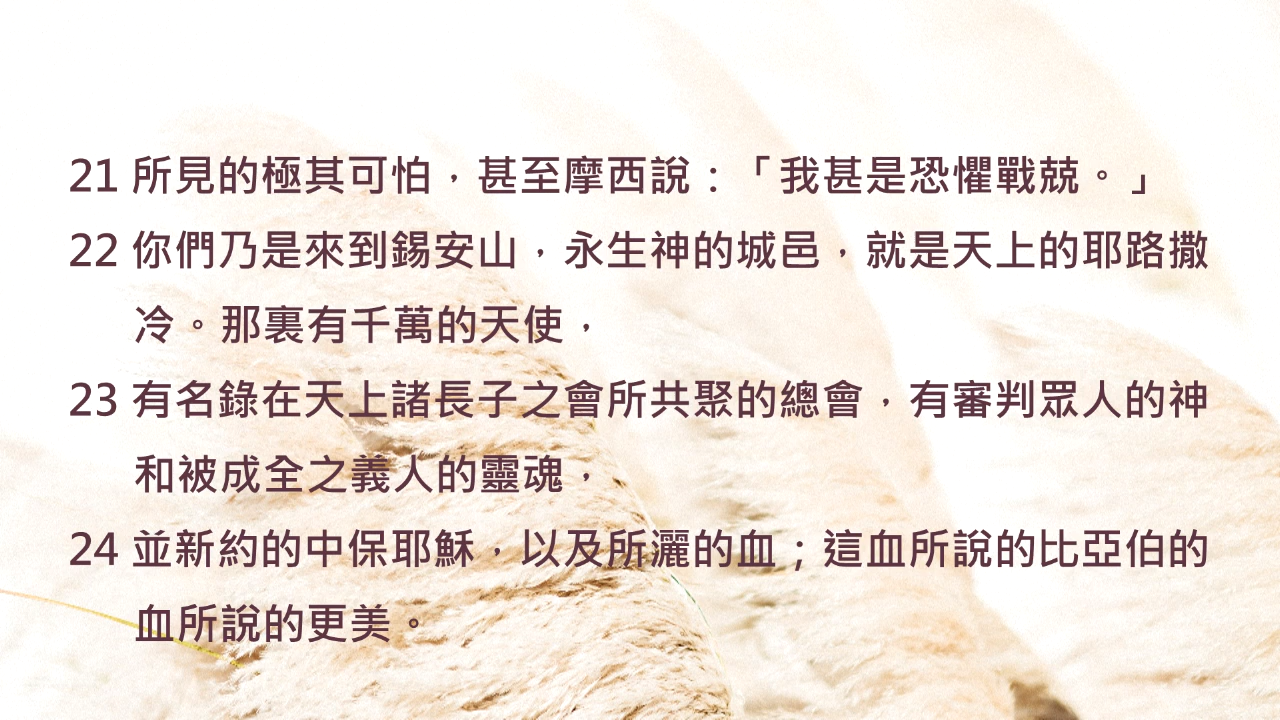 21 所見的極其可怕，甚至摩西說：「我甚是恐懼戰兢。」
22 你們乃是來到錫安山，永生神的城邑，就是天上的耶路撒
冷。那裏有千萬的天使，
23 有名錄在天上諸長子之會所共聚的總會，有審判眾人的神
和被成全之義人的靈魂，
24 並新約的中保耶穌，以及所灑的血；這血所說的比亞伯的
血所說的更美。